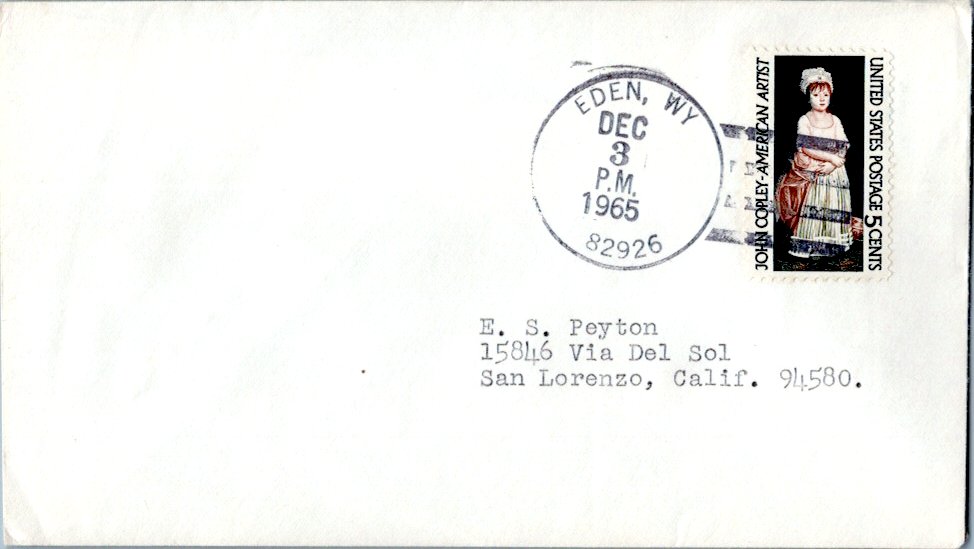 EDEN, WY
DEC
3
P.M.
1965
82926
JOHN COPLEY-AMERICAN ARTIST
UNITED STATES POSTAGE 5 CENTS
E. S. Peyton
15846 Via Del Sol
San Lorenzo, Calif. 94580.